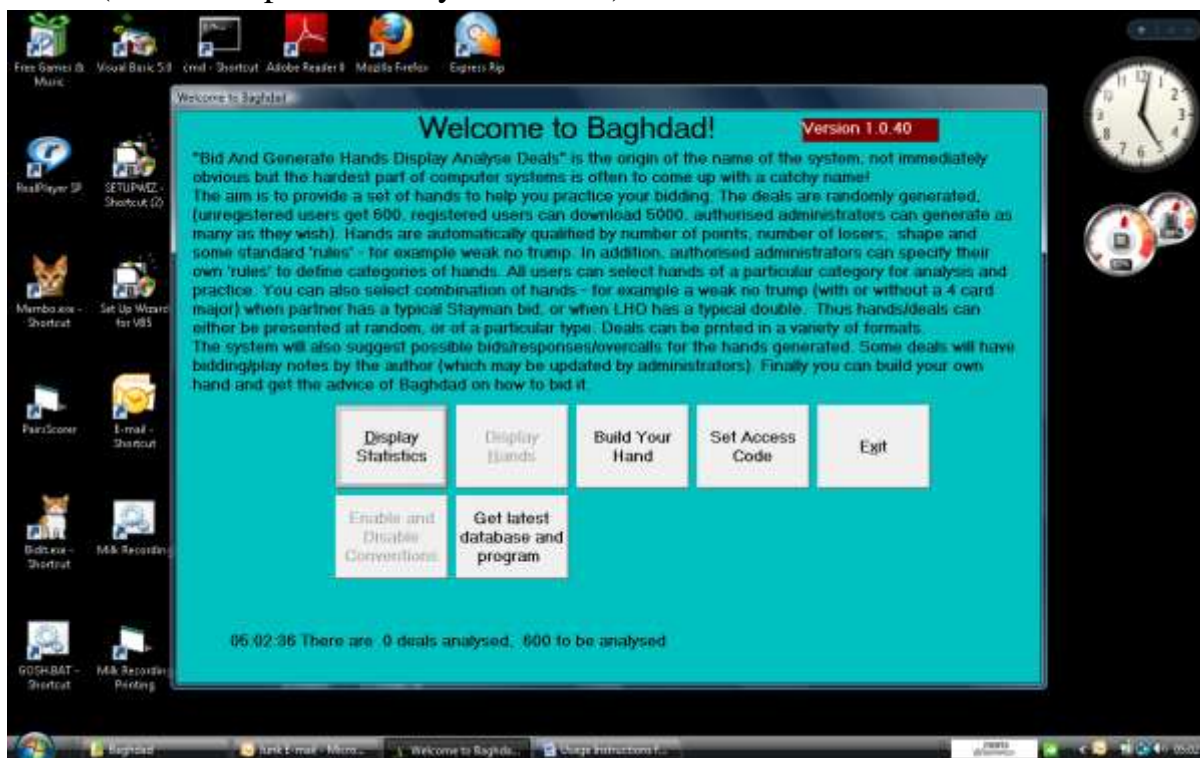 Free Games &
Music
Visual Basic 5.0
cmd - Shortcut
Adobe Reader 8
Mozilla Firefox
Express Rip
Welcome to Baghdad
Welcome to Baghdad!
Version 1.0.40
"Bid And Generate Hands Display Analyse Deals" is the origin of the name of the system, not immediately
obvious but the hardest part of computer systems is often to come up with a catchy name!
The aim is to provide a set of hands to help you practice your bidding. The deals are randomly generated,
(unregistered users get 600, registered users can download 5000, authorised administrators can generate as
many as they wish). Hands are automatically qualified by number of points, number of losers, shape and
some standard 'rules' - for example weak no trump. In addition, authorised administrators can specify their
own 'rules' to define categories of hands. All users can select hands of a particular category for analysis and
practice. You can also select combination of hands - for example a weak no trump (with or without a 4 card
major) when partner has a typical Stayman bid, or when LHO has a typical double. Thus hands/deals can
either be presented at random, or of a particular type. Deals can be printed in a variety of formats.
The system will also suggest possible bids/responses/overcalls for the hands generated. Some deals will have
bidding/play notes by the author (which may be updated by administrators). Finally you can build your own
hand and get the advice of Baghdad on how to bid it.
RealPlayer SP
SETUPWIZ -
Shortcut (2)
Mambo.exe -
Shortcut
Set Up Wizard
for VB5
PairsScorer
E-mail -
Shortcut
Bidit.exe -
Shortcut
Milk Recording
GOSH.BAT -
Shortcut
Milk Recording
Printing
Display
Statistics
Display
Hands
Build Your
Hand
Set Access
Code
Exit
Enable and
Disable
Conventions
Get latest
database and
program
05:02:36 There are 0 deals analysed, 600 to be analysed
Baghdad
Junk E-mail - Micro...
Welcome to Baghda...
Usage Instructions f...
05:02